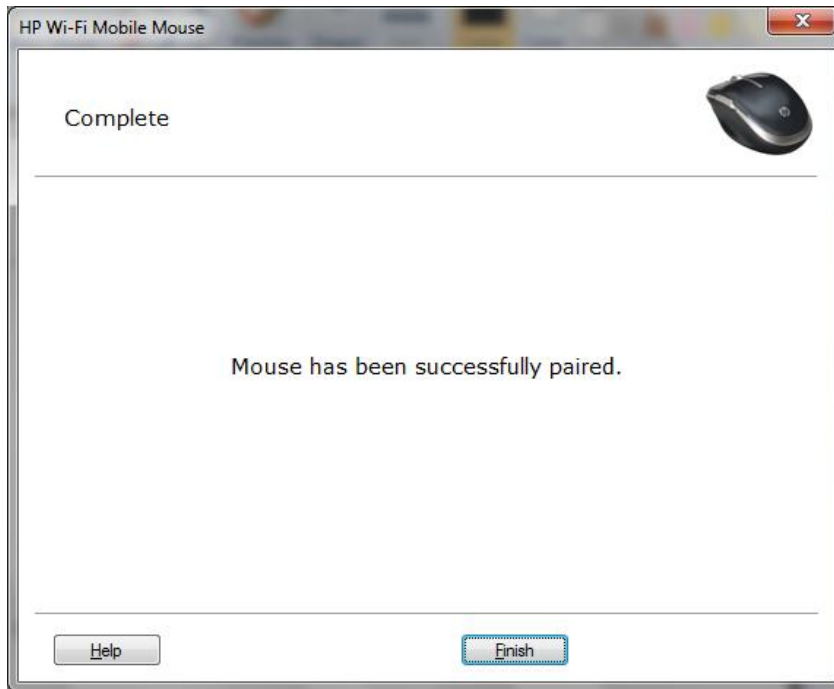 HP Wi-Fi Mobile Mouse
Complete
Mouse has been successfully paired.
Help
Finish